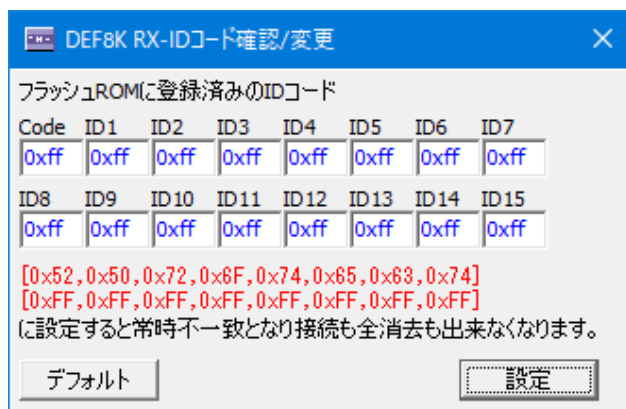 DEF8K RX-IDコード確認/変更
フラッシュROMに登録済みのIDコード
Code ID1 ID2 ID3 ID4 ID5 ID6 ID7
0xff 0xff 0xff 0xff 0xff 0xff 0xff 0xff
ID8 ID9 ID10 ID11 ID12 ID13 ID14 ID15
0xff 0xff 0xff 0xff 0xff 0xff 0xff 0xff
[0x52,0x50,0x72,0x6F,0x74,0x65,0x63,0x74]
[0xFF,0xFF,0xFF,0xFF,0xFF,0xFF,0xFF,0xFF]
に設定すると常時不一致となり接続も全消去も出来なくなります。
デフォルト 設定